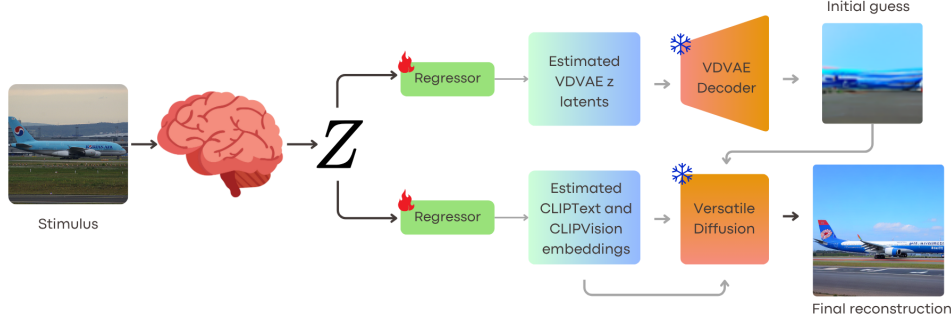 Initial guess
Regressor
Estimated
VDVAE z
latents
VDVAE
Decoder
Z
Stimulus
Regressor
Estimated
CLIPText and
CLIPVision
embeddings
Versatile
Diffusion
Final reconstruction